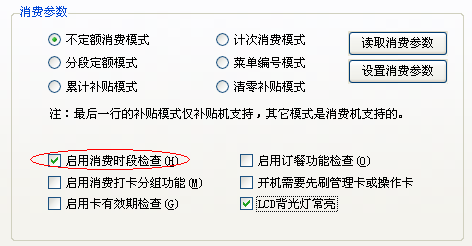 消费参数
不定额消费模式 计次消费模式 读取消费参数
分段定额模式 菜单编号模式 设置消费参数
累计补贴模式 清零补贴模式
注：最后一行的补贴模式仅补贴机支持，其它模式是消费机支持的。
启用消费时段检查(H) 启用订餐功能检查(O)
启用消费打卡分组功能(M) 开机需要先刷管理卡或操作卡
启用卡有效期检查(G) LCD背光灯常亮